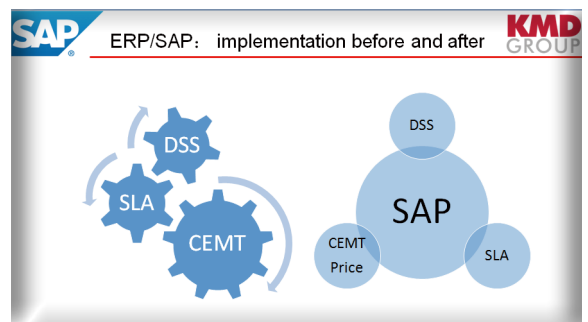 SAP
ERP/SAP： implementation before and after
KMD
GROUP
DSS
SLA
CEMT
DSS
SAP
CEMT
Price
SLA